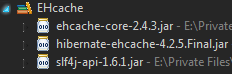 EHcache
ehcache-core-2.4.3.jar - E:\Private
hibernate-ehcache-4.2.5.Final.jar
slf4j-api-1.6.1.jar - E:\Private Files\